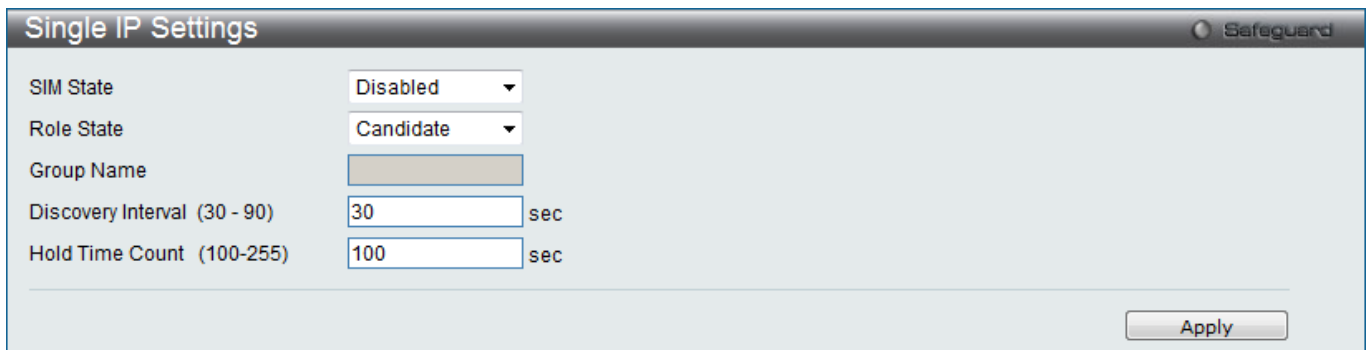 Single IP Settings Safeguard
SIM State Disabled
Role State Candidate
Group Name
Discovery Interval (30 - 90) 30 sec
Hold Time Count (100-255) 100 sec
Apply